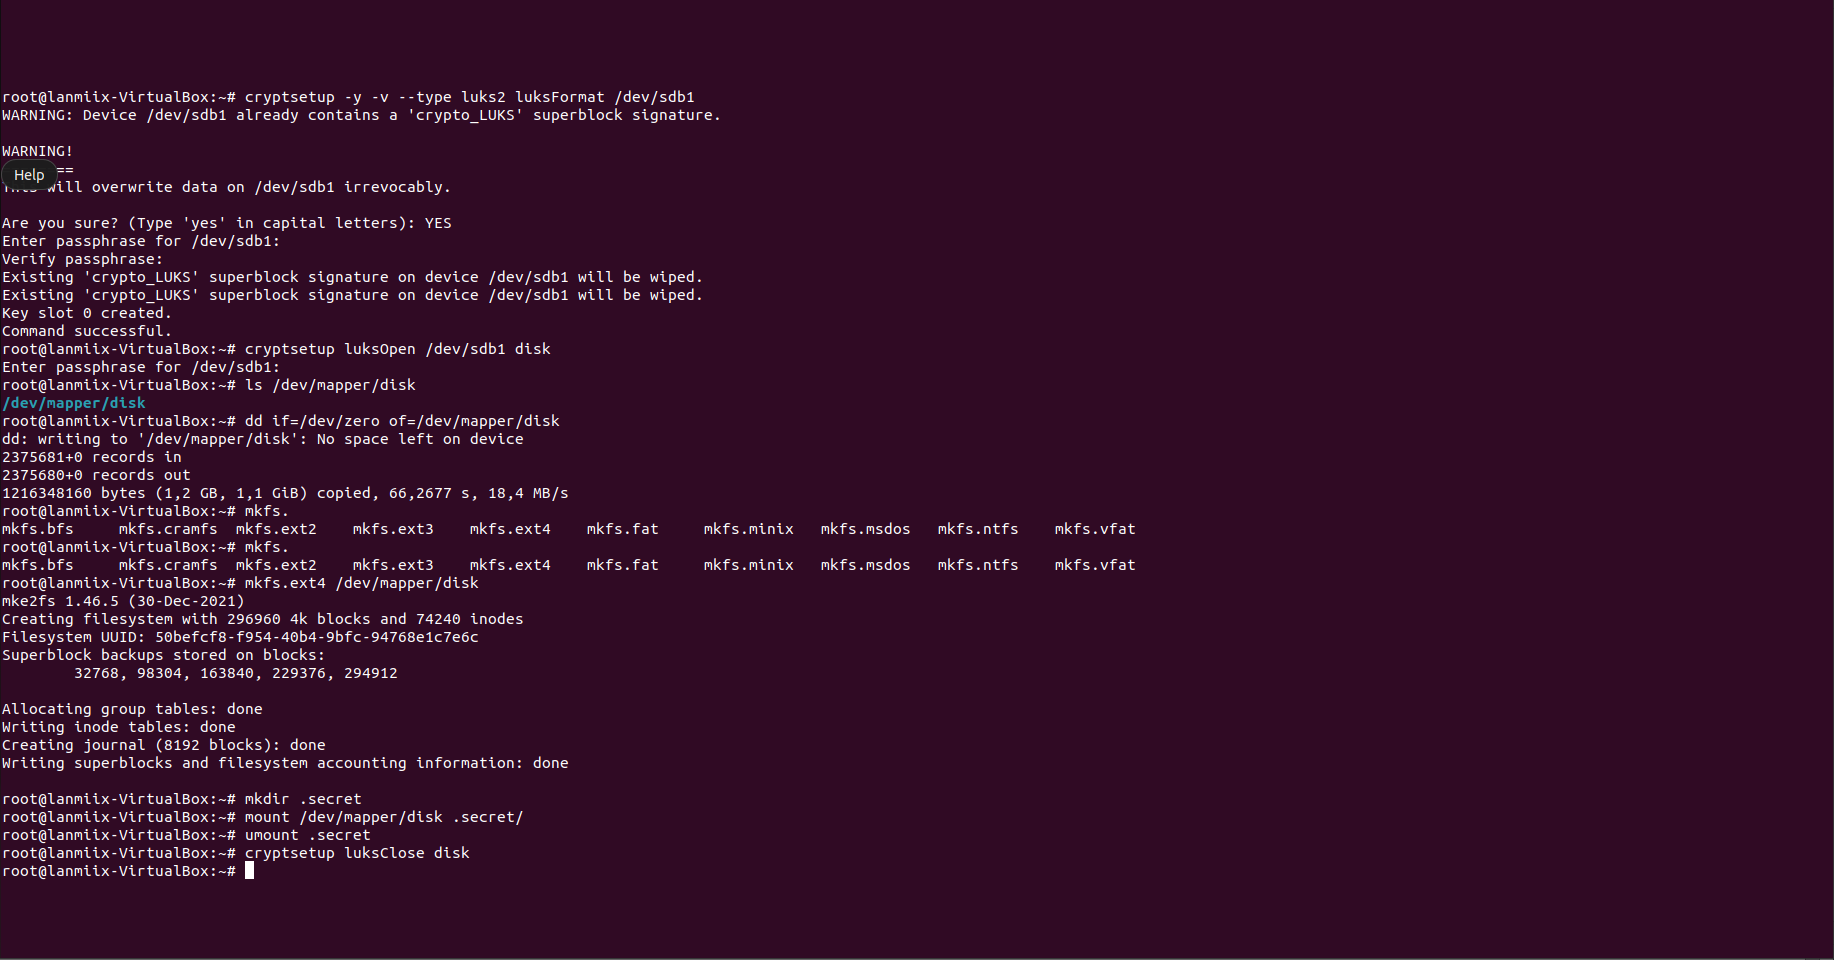 root@lanmiix-VirtualBox:~# cryptsetup -y -v --type luks2 luksFormat /dev/sdb1
WARNING: Device /dev/sdb1 already contains a 'crypto_LUKS' superblock signature.
WARNING!
==
Help
will overwrite data on /dev/sdb1 irrevocably.
Are you sure? (Type 'yes' in capital letters): YES
Enter passphrase for /dev/sdb1:
Verify passphrase:
Existing 'crypto_LUKS' superblock signature on device /dev/sdb1 will be wiped.
Existing 'crypto_LUKS' superblock signature on device /dev/sdb1 will be wiped.
Key slot 0 created.
Command successful.
root@lanmiix-VirtualBox:~# cryptsetup luksOpen /dev/sdb1 disk
Enter passphrase for /dev/sdb1:
root@lanmiix-VirtualBox:~# ls /dev/mapper/disk
/dev/mapper/disk
root@lanmiix-VirtualBox:~# dd if=/dev/zero of=/dev/mapper/disk
dd: writing to '/dev/mapper/disk': No space left on device
2375681+0 records in
2375680+0 records out
1216348160 bytes (1,2 GB, 1,1 GiB) copied, 66,2677 s, 18,4 MB/s
root@lanmiix-VirtualBox:~# mkfs.
mkfs.bfs     mkfs.cramfs  mkfs.ext2    mkfs.ext3    mkfs.ext4    mkfs.fat     mkfs.minix   mkfs.msdos   mkfs.ntfs    mkfs.vfat
root@lanmiix-VirtualBox:~# mkfs.
mkfs.bfs     mkfs.cramfs  mkfs.ext2    mkfs.ext3    mkfs.ext4    mkfs.fat     mkfs.minix   mkfs.msdos   mkfs.ntfs    mkfs.vfat
root@lanmiix-VirtualBox:~# mkfs.ext4 /dev/mapper/disk
mke2fs 1.46.5 (30-Dec-2021)
Creating filesystem with 296960 4k blocks and 74240 inodes
Filesystem UUID: 50befcf8-f954-40b4-9bfc-94768e1c7e6c
Superblock backups stored on blocks:
        32768, 98304, 163840, 229376, 294912
Allocating group tables: done
Writing inode tables: done
Creating journal (8192 blocks): done
Writing superblocks and filesystem accounting information: done
root@lanmiix-VirtualBox:~# mkdir .secret
root@lanmiix-VirtualBox:~# mount /dev/mapper/disk .secret/
root@lanmiix-VirtualBox:~# umount .secret
root@lanmiix-VirtualBox:~# cryptsetup luksClose disk
root@lanmiix-VirtualBox:~#